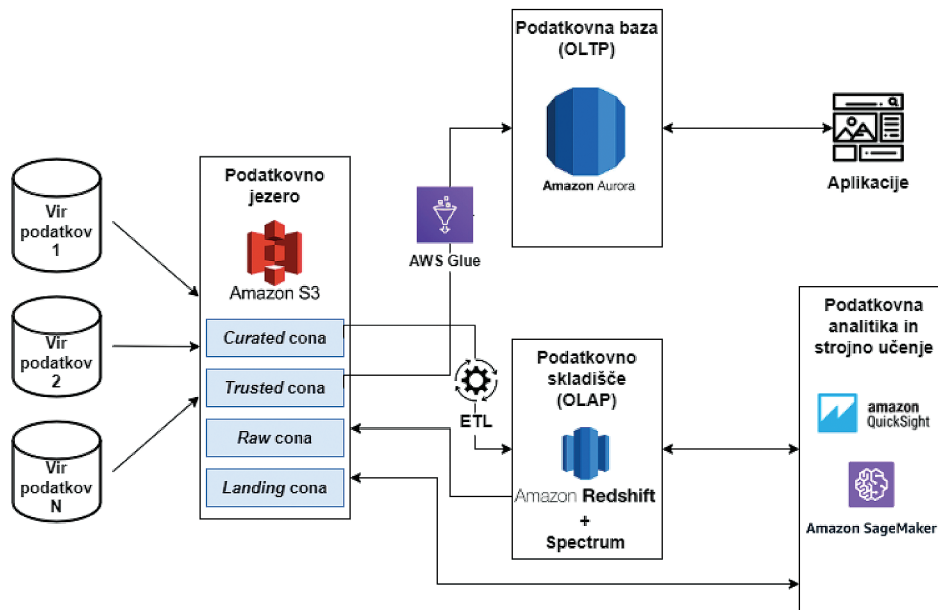 Vir
podatkov
1
Vir
podatkov
2
Vir
podatkov
N
Podatkovno
jezero
Amazon S3
Curated cona
Trusted cona
Raw cona
Landing cona
AWS Glue
ETL
Podatkovna baza
(OLTP)
Amazon Aurora
Aplikacije
Podatkovno
skladišče
(OLAP)
Amazon Redshift
+
Spectrum
Podatkovna
analitika in
strojno učenje
amazon
QuickSight
Amazon SageMaker